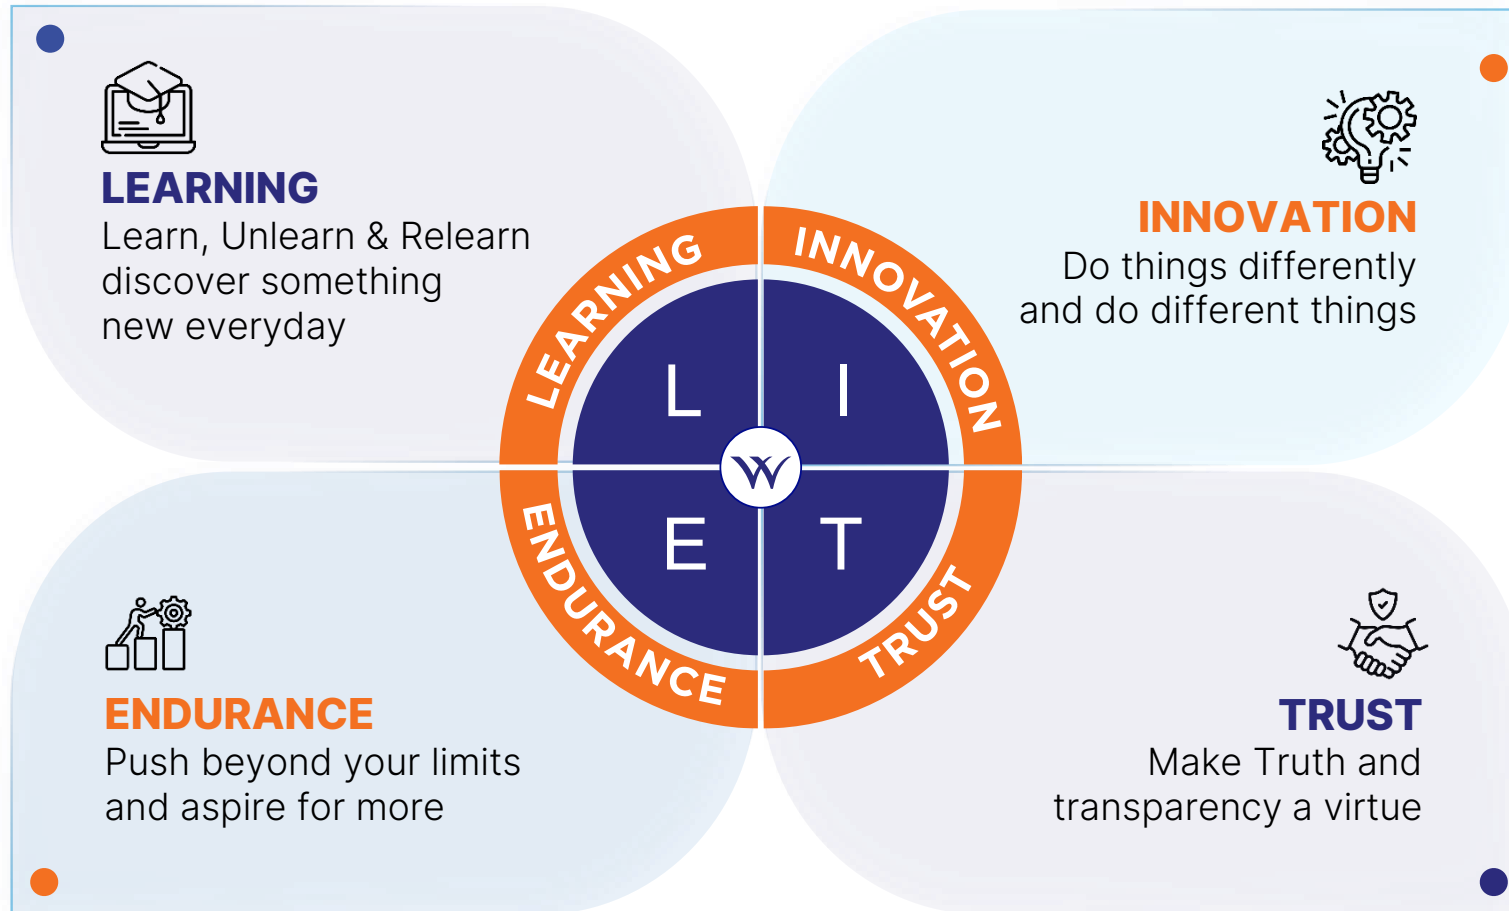 LEARNING
Learn, Unlearn & Relearn
discover something
new everyday
INNOVATION
Do things differently
and do different things
LEARNING
INNOVATION
L
I
W
E
T
ENDURANCE
TRUST
ENDURANCE
Push beyond your limits
and aspire for more
TRUST
Make Truth and
transparency a virtue